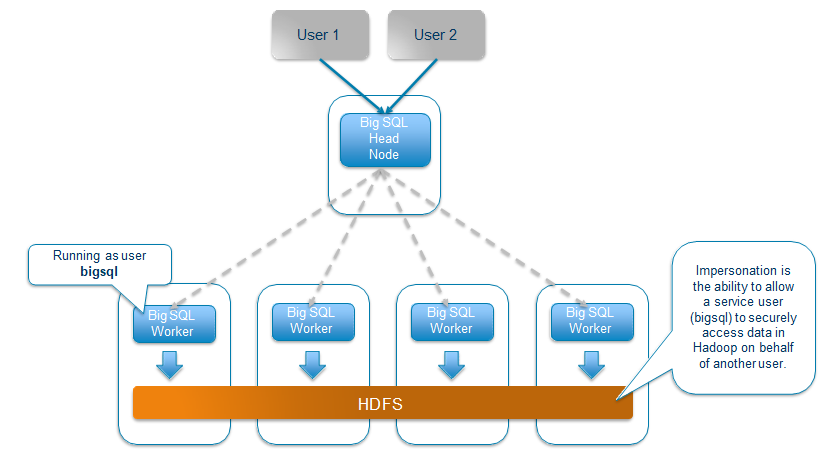 User 1
User 2
Big SQL
Head
Node
Running as user
bigsql
Big SQL
Worker
Big SQL
Worker
Big SQL
Worker
Big SQL
Worker
Impersonation is
the ability to allow
a service user
(bigsql) to securely
access data in
Hadoop on behalf
of another user.
HDFS